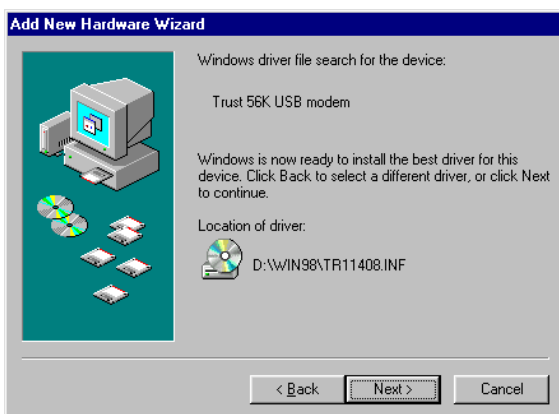 Add New Hardware Wizard
Windows driver file search for the device:
Trust 56K USB modem
Windows is now ready to install the best driver for this
device. Click Back to select a different driver, or click Next
to continue.
Location of driver:
D:\WIN98\TR11408.INF
< Back
Next >
Cancel